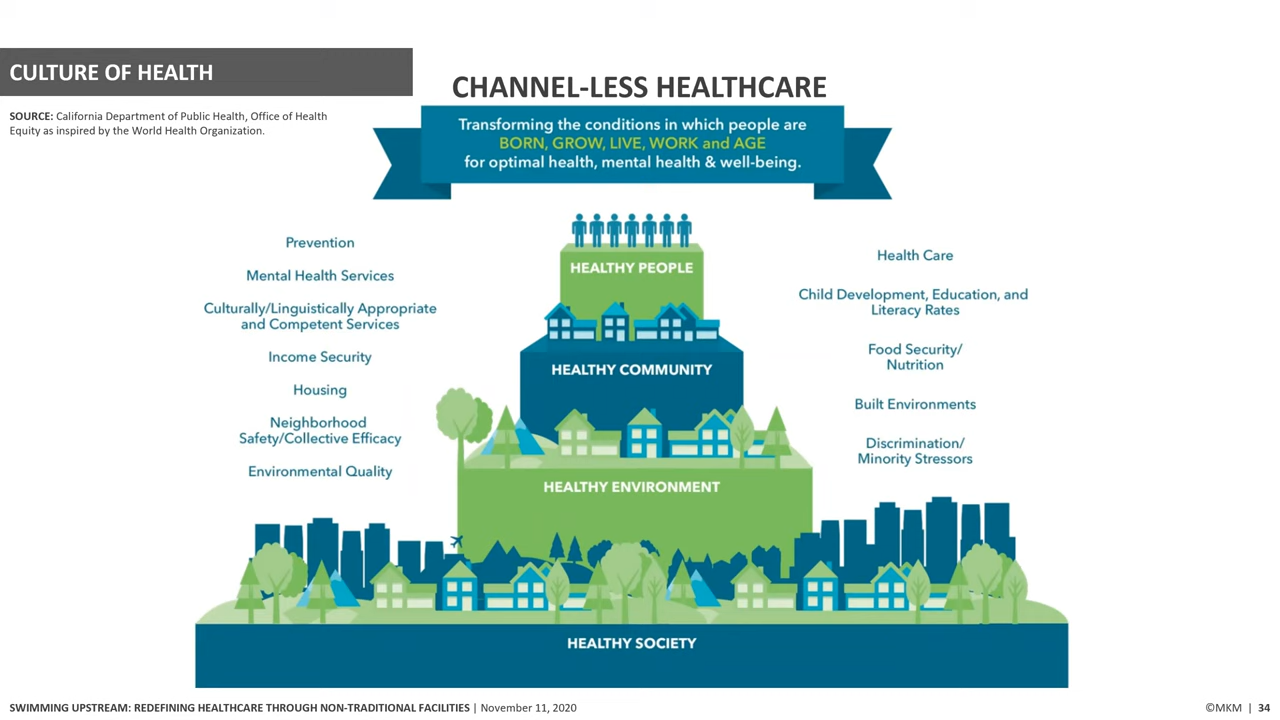 CULTURE OF HEALTH
SOURCE: California Department of Public Health, Office of Health
Equity as inspired by the World Health Organization.
CHANNEL-LESS HEALTHCARE
Transforming the conditions in which people are
BORN, GROW, LIVE, WORK and AGE
for optimal health, mental health & well-being.
Prevention
Mental Health Services
Culturally/Linguistically Appropriate
and Competent Services
Income Security
Housing
Neighborhood
Safety/Collective Efficacy
Environmental Quality
HEALTHY PEOPLE
HEALTHY COMMUNITY
HEALTHY ENVIRONMENT
HEALTHY SOCIETY
Health Care
Child Development, Education, and
Literacy Rates
Food Security/
Nutrition
Built Environments
Discrimination/
Minority Stressors
SWIMMING UPSTREAM: REDEFINING HEALTHCARE THROUGH NON-TRADITIONAL FACILITIES | November 11, 2020
©MKM | 34